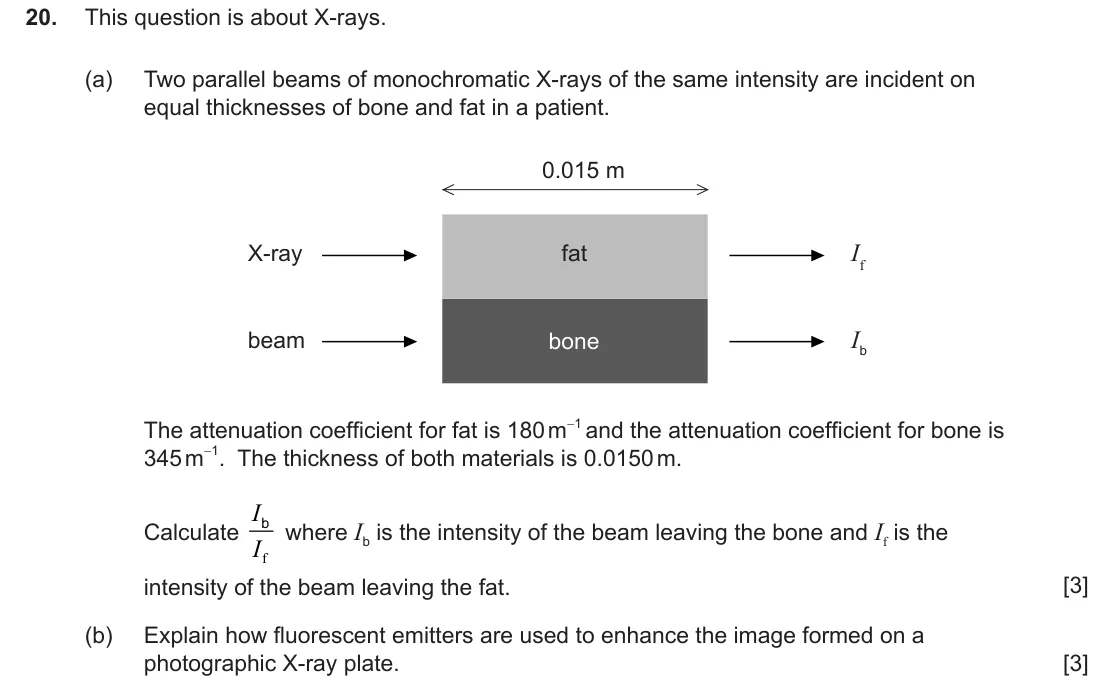 20. This question is about X-rays.
(a) Two parallel beams of monochromatic X-rays of the same intensity are incident on
equal thicknesses of bone and fat in a patient.
0.015 m
X-ray fat I_f
beam bone I_b
The attenuation coefficient for fat is 180 m⁻¹ and the attenuation coefficient for bone is
345 m⁻¹. The thickness of both materials is 0.0150 m.
Calculate I_b/I_f where I_b is the intensity of the beam leaving the bone and I_f is the
intensity of the beam leaving the fat. [3]
(b) Explain how fluorescent emitters are used to enhance the image formed on a
photographic X-ray plate. [3]